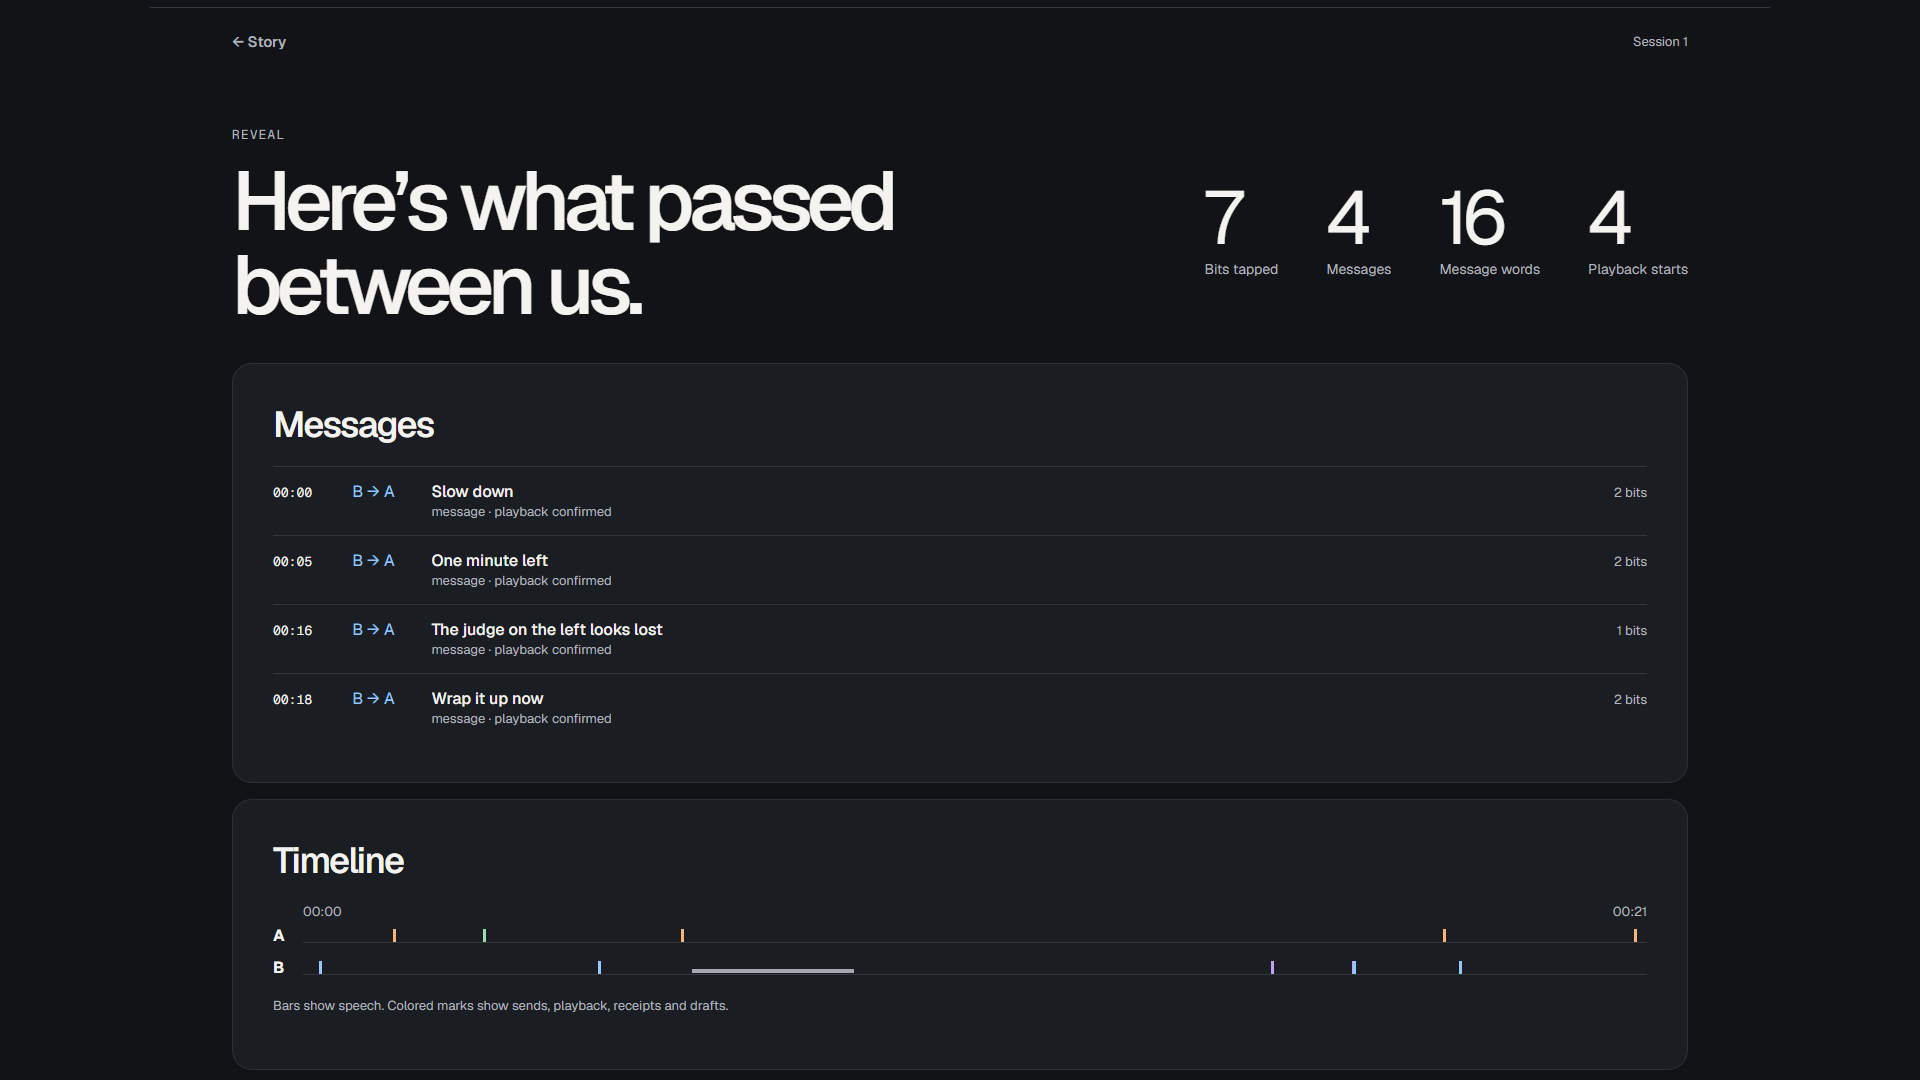 ← Story
Session 1
REVEAL
Here’s what passed
between us.
7
Bits tapped
4
Messages
16
Message words
4
Playback starts
Messages
00:00 B → A Slow down 2 bits
message · playback confirmed
00:05 B → A One minute left 2 bits
message · playback confirmed
00:16 B → A The judge on the left looks lost 1 bits
message · playback confirmed
00:18 B → A Wrap it up now 2 bits
message · playback confirmed
Timeline
00:00 00:21
A
B
Bars show speech. Colored marks show sends, playback, receipts and drafts.